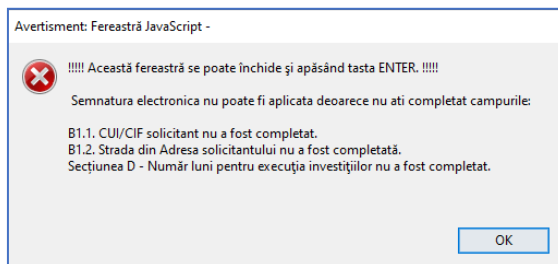 Avertisment: Fereastră JavaScript -
!!!!! Această fereastră se poate închide şi apăsând tasta ENTER. !!!!!
Semnatura electronica nu poate fi aplicata deoarece nu ati completat campurile:
B1.1. CUI/CIF solicitant nu a fost completat.
B1.2. Strada din Adresa solicitantului nu a fost completată.
Secțiunea D - Număr luni pentru execuţia investiţiilor nu a fost completat.
OK